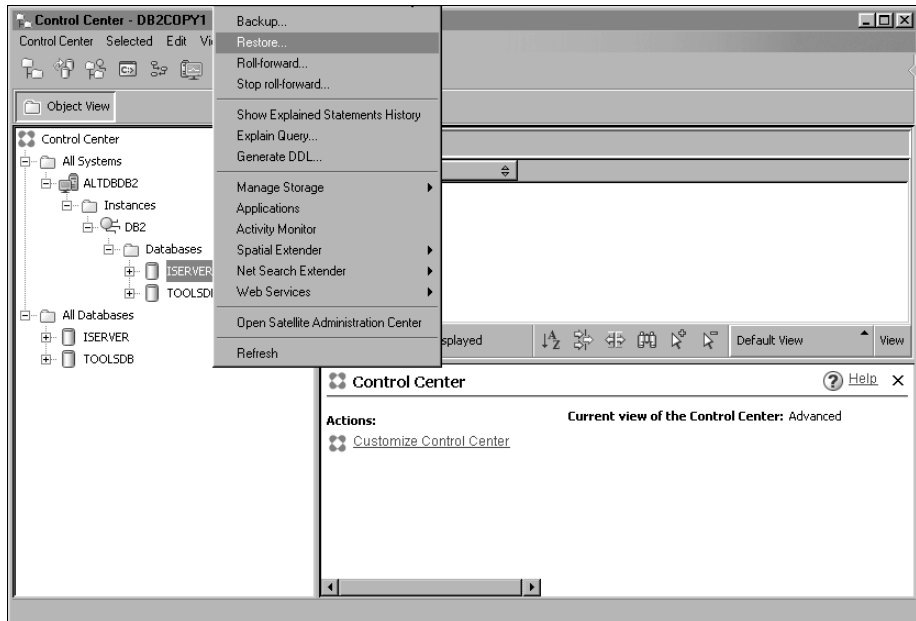 Control Center - DB2COPY1
Control Center Selected Edit
Object View
Backup...
Restore...
Roll-forward...
Stop roll-forward...
Show Explained Statements History
Explain Query...
Generate DDL...
Manage Storage
Applications
Activity Monitor
Spatial Extender
Net Search Extender
Web Services
Open Satellite Administration Center
Refresh
Control Center
All Systems
ALTDBDB2
Instances
DB2
Databases
ISERVER
TOOLSDB
All Databases
ISERVER
TOOLSDB
Default View View
Control Center Help
Actions:
Customize Control Center
Current view of the Control Center: Advanced